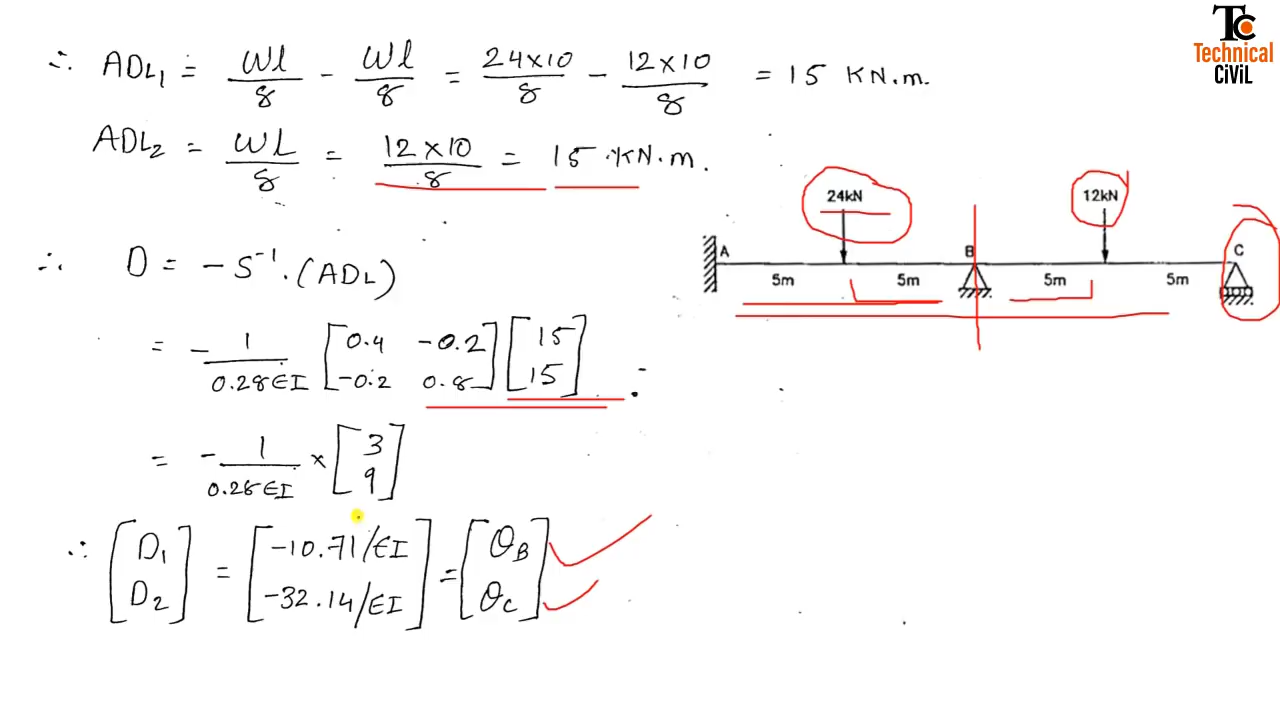 Tc
Technical
CiViL
∴ ADL1 = Wl/8 - Wl/8 = 24×10/8 - 12×10/8 = 15 KN.m.
ADL2 = WL/8 = 12×10/8 = 15 KN.m.
24kN 12kN
A B C
5m 5m 5m 5m
∴ D = -S⁻¹.(ADL)
= -1/0.28EI [0.4 -0.2
-0.2 0.8] [15
15]
= -1/0.28EI × [3
9]
∴ [D1
D2] = [-10.71/EI
-32.14/EI] = [θB
θC]